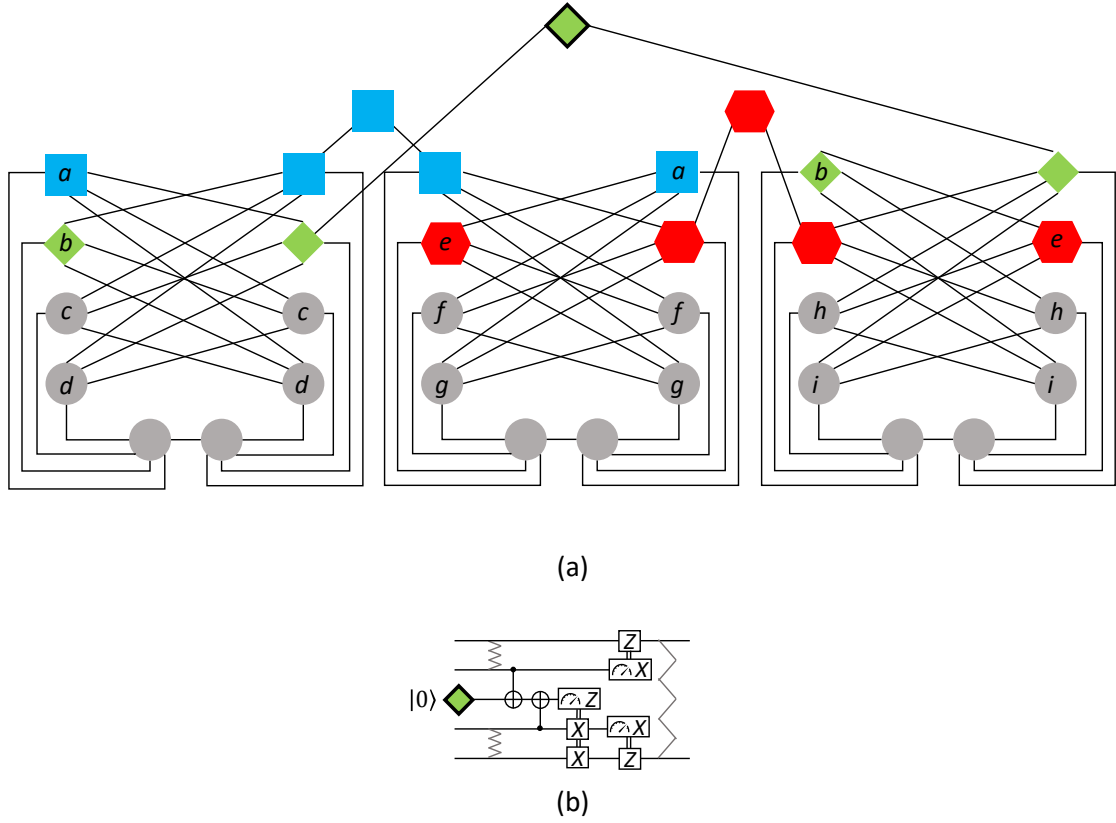 a a b
b e e
c c f f h h
d d g g i i
(a)
Z
X
|0⟩ Z
X X
X Z
(b)